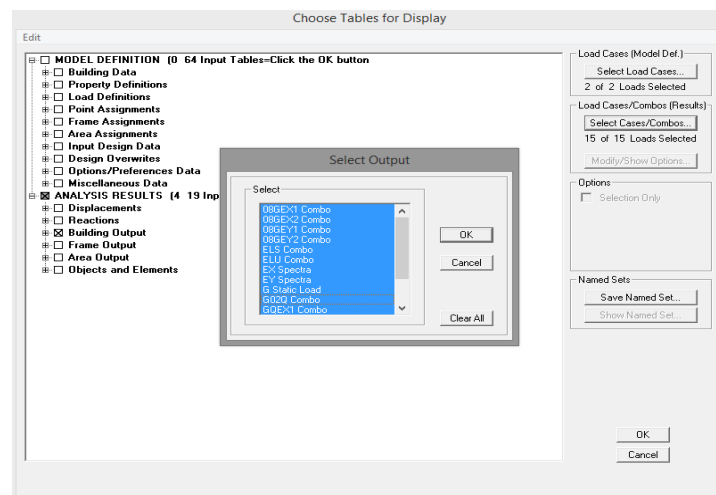 Choose Tables for Display
Edit
MODEL DEFINITION (0 64 Input Tables=Click the OK button
Building Data
Property Definitions
Load Definitions
Point Assignments
Frame Assignments
Area Assignments
Input Design Data
Design Overwrites
Options/Preferences Data
Miscellaneous Data
ANALYSIS RESULTS (4 19 Inp
Displacements
Reactions
Building Output
Frame Output
Area Output
Objects and Elements
Select Output
Select
08GEX1 Combo
08GEX2 Combo
08GEY1 Combo
08GEY2 Combo
ELS Combo
ELU Combo
EX Spectra
EY Spectra
G Static Load
G02Q Combo
GQEX1 Combo
OK
Cancel
Clear All
Load Cases (Model Def.)
Select Load Cases...
2 of 2 Loads Selected
Load Cases/Combos (Results)
Select Cases/Combos...
15 of 15 Loads Selected
Modify/Show Options...
Options
Selection Only
Named Sets
Save Named Set...
Show Named Set...
OK
Cancel